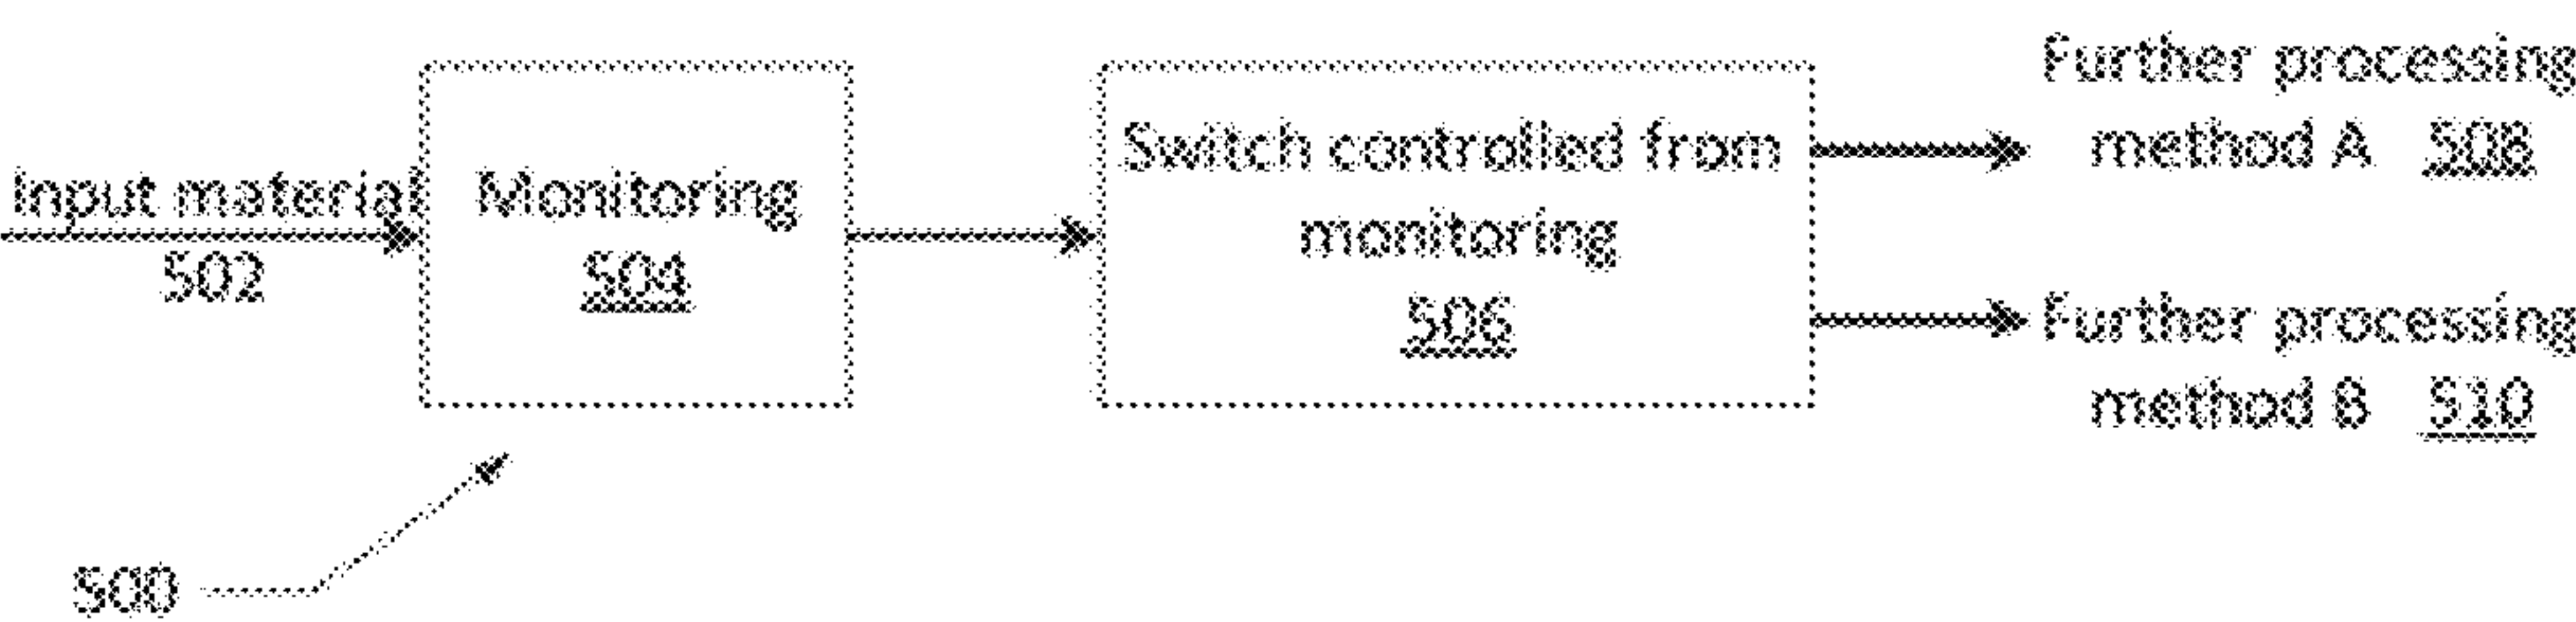 Input material
502
Monitoring
504
Switch controlled from
monitoring
506
Further processing
method A 508
Further processing
method B 510
500